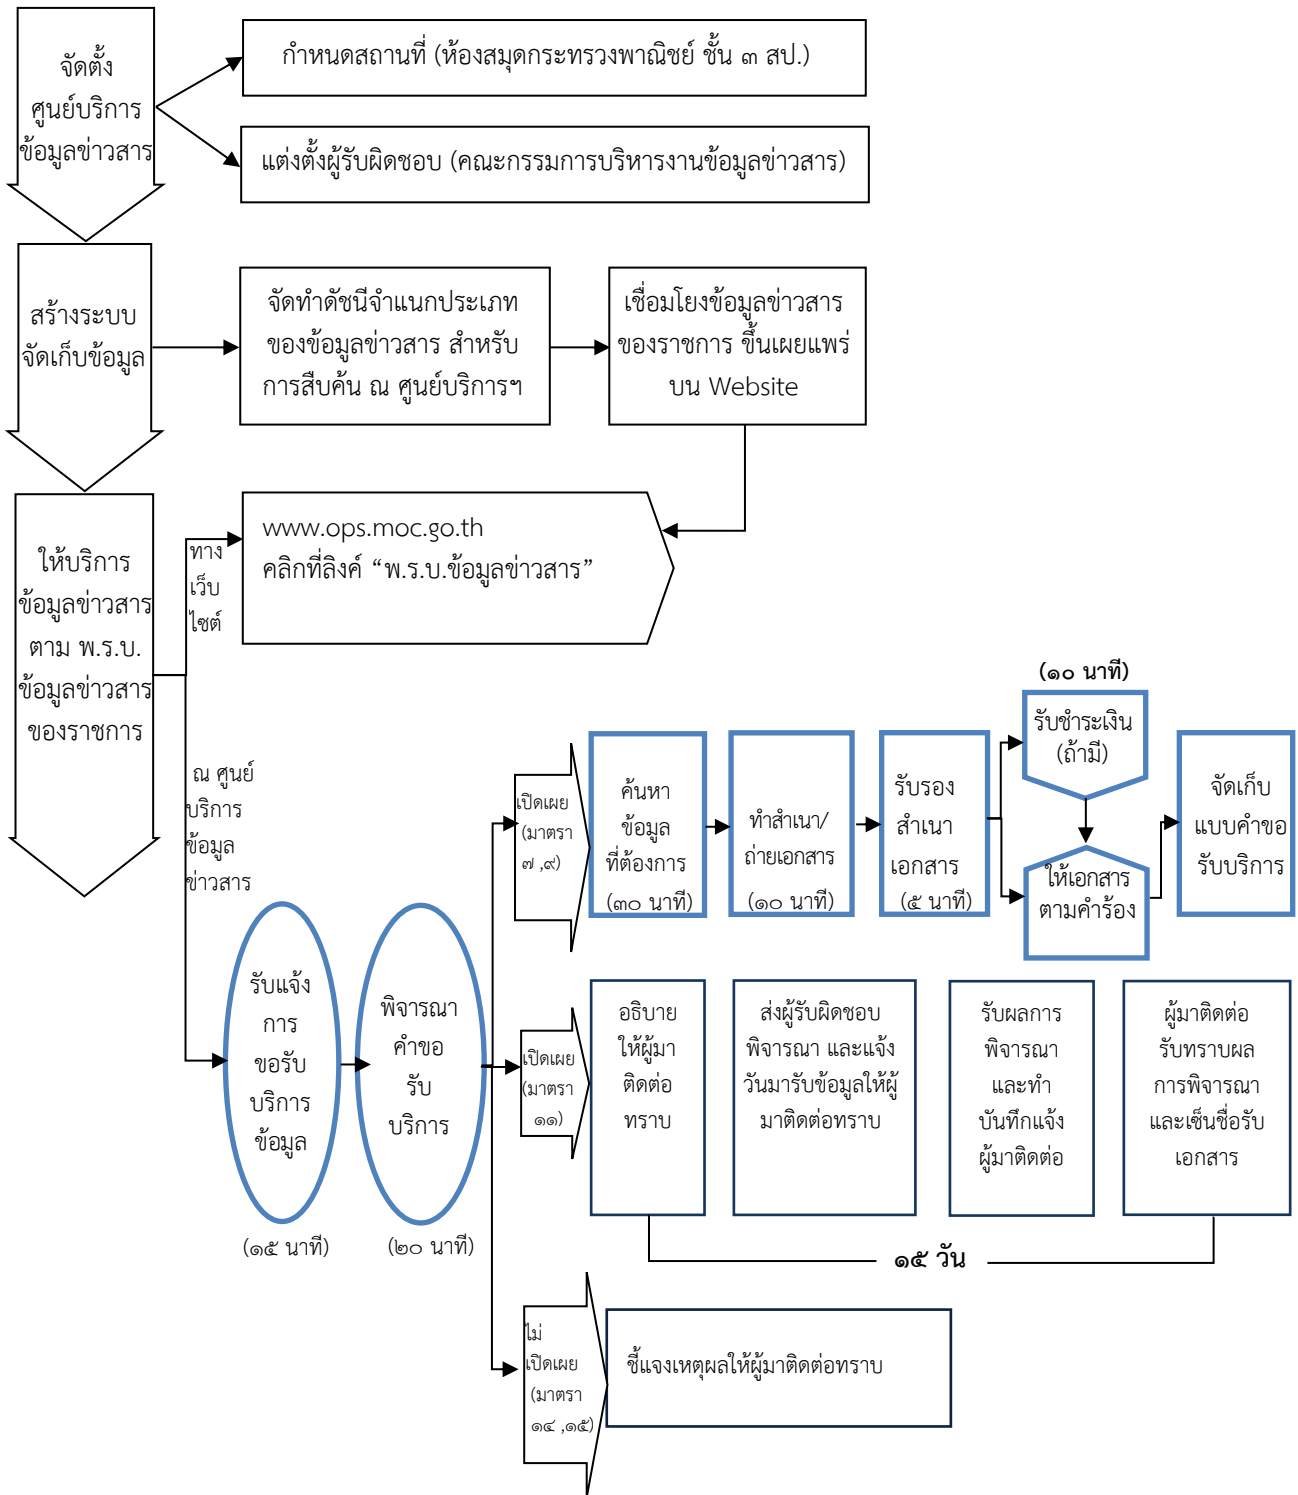 จัดตั้ง
ศูนย์บริการ
ข้อมูลข่าวสาร
กำหนดสถานที่ (ห้องสมุดกระทรวงพาณิชย์ ชั้น ๓ สป.)
แต่งตั้งผู้รับผิดชอบ (คณะกรรมการบริหารงานข้อมูลข่าวสาร)
สร้างระบบ
จัดเก็บข้อมูล
จัดทำดัชนีจำแนกประเภท
ของข้อมูลข่าวสาร สำหรับ
การสืบค้น ณ ศูนย์บริการฯ
เชื่อมโยงข้อมูลข่าวสาร
ของราชการ ขึ้นเผยแพร่
บน Website
ให้บริการ
ข้อมูลข่าวสาร
ตาม พ.ร.บ.
ข้อมูลข่าวสาร
ของราชการ
ทาง
เว็บ
ไซต์
www.ops.moc.go.th
คลิกที่ลิงค์ “พ.ร.บ.ข้อมูลข่าวสาร”
ณ ศูนย์
บริการ
ข้อมูล
ข่าวสาร
รับแจ้ง
การ
ขอรับ
บริการ
ข้อมูล
(๑๕ นาที)
พิจารณา
คำขอ
รับ
บริการ
(๒๐ นาที)
เปิดเผย
(มาตรา
๗ ,๙)
ค้นหา
ข้อมูล
ที่ต้องการ
(๓๐ นาที)
ทำสำเนา/
ถ่ายเอกสาร
(๑๐ นาที)
รับรอง
สำเนา
เอกสาร
(๕ นาที)
(๑๐ นาที)
รับชำระเงิน
(ถ้ามี)
ให้เอกสาร
ตามคำร้อง
จัดเก็บ
แบบคำขอ
รับบริการ
เปิดเผย
(มาตรา
๑๑)
อธิบาย
ให้ผู้มา
ติดต่อ
ทราบ
ส่งผู้รับผิดชอบ
พิจารณา และแจ้ง
วันมารับข้อมูลให้ผู้
มาติดต่อทราบ
รับผลการ
พิจารณา
และทำ
บันทึกแจ้ง
ผู้มาติดต่อ
ผู้มาติดต่อ
รับทราบผล
การพิจารณา
และเซ็นชื่อรับ
เอกสาร
๑๕ วัน
ไม่
เปิดเผย
(มาตรา
๑๔ ,๑๕)
ชี้แจงเหตุผลให้ผู้มาติดต่อทราบ